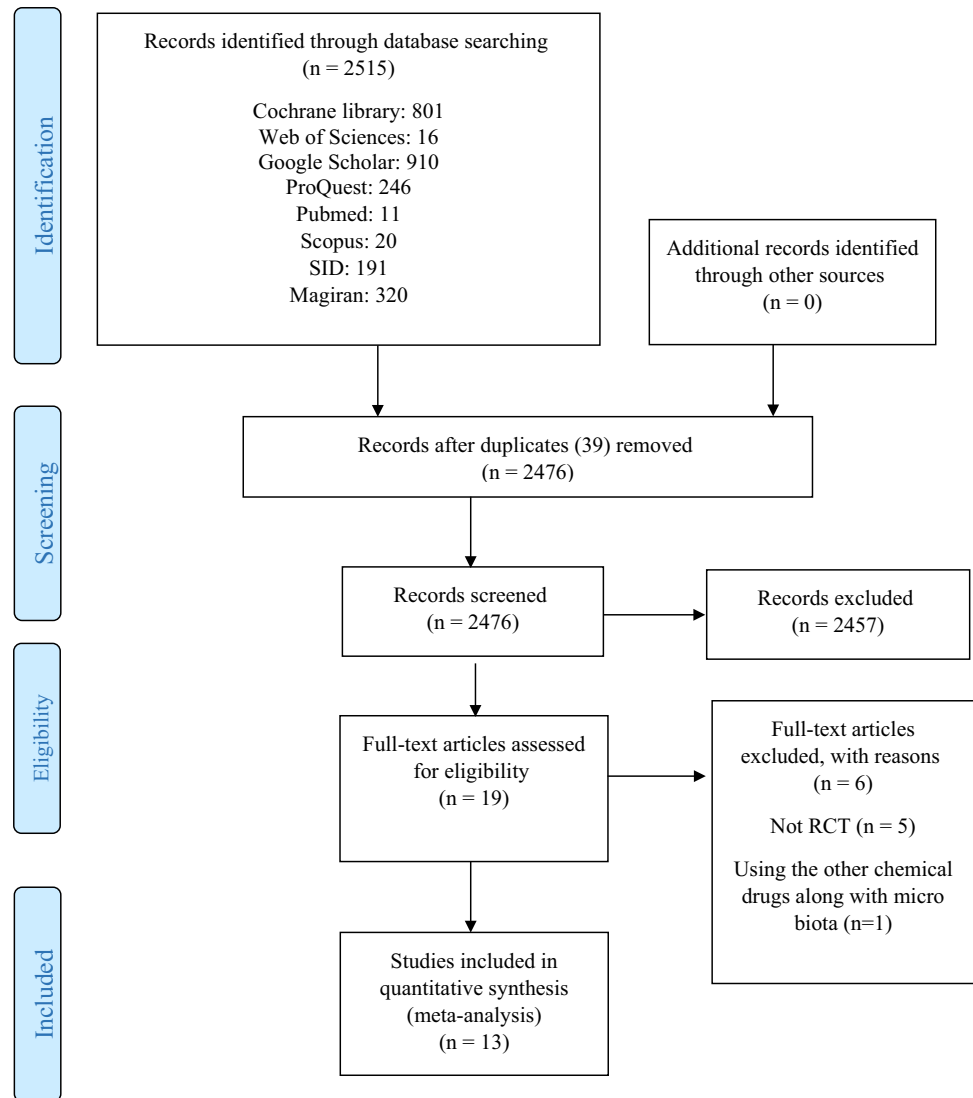 Identification
Records identified through database searching
(n = 2515)
Cochrane library: 801
Web of Sciences: 16
Google Scholar: 910
ProQuest: 246
Pubmed: 11
Scopus: 20
SID: 191
Magiran: 320
Additional records identified
through other sources
(n = 0)
Screening
Records after duplicates (39) removed
(n = 2476)
Records screened
(n = 2476)
Records excluded
(n = 2457)
Eligibility
Full-text articles assessed
for eligibility
(n = 19)
Full-text articles
excluded, with reasons
(n = 6)
Not RCT (n = 5)
Using the other chemical
drugs along with micro
biota (n=1)
Included
Studies included in
quantitative synthesis
(meta-analysis)
(n = 13)